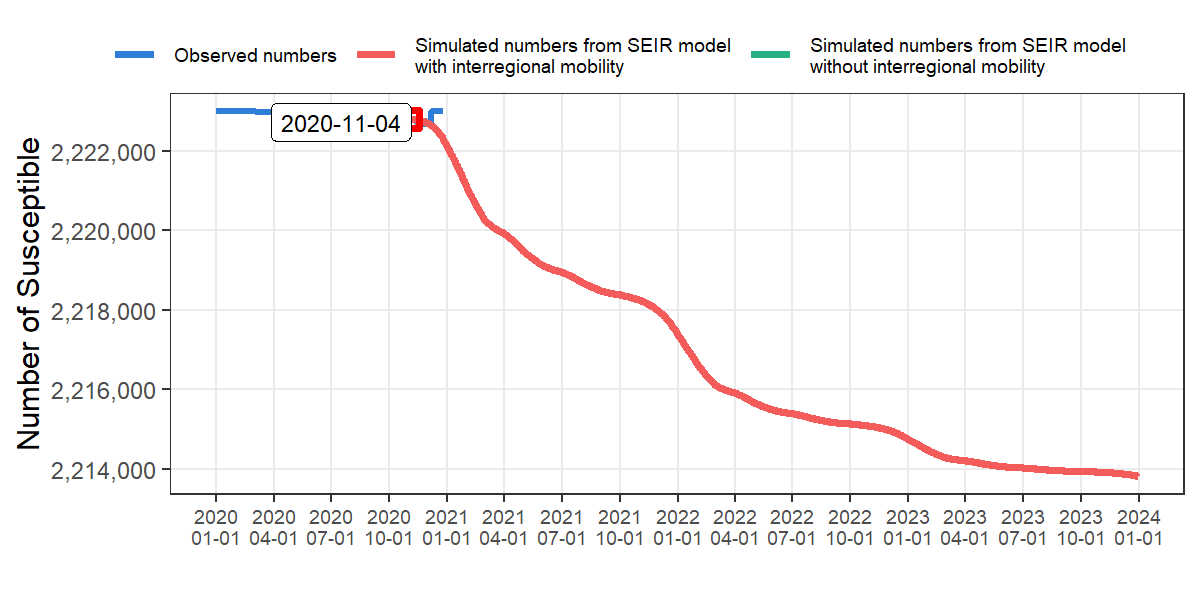 Observed numbers
Simulated numbers from SEIR model
with interregional mobility
Simulated numbers from SEIR model
without interregional mobility
Number of Susceptible
2020-11-04
2,222,000
2,220,000
2,218,000
2,216,000
2,214,000
2020 2020 2020 2020 2021 2021 2021 2021 2022 2022 2022 2022 2023 2023 2023 2023 2024
01-01 04-01 07-01 10-01 01-01 04-01 07-01 10-01 01-01 04-01 07-01 10-01 01-01 04-01 07-01 10-01 01-01